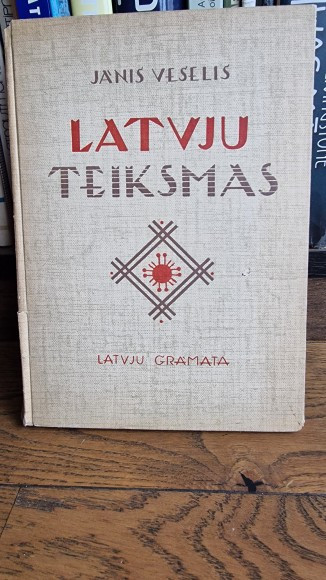 JĀNIS VESELIS
LATVJU
TEIKSMAS
LATVJU GRĀMATA